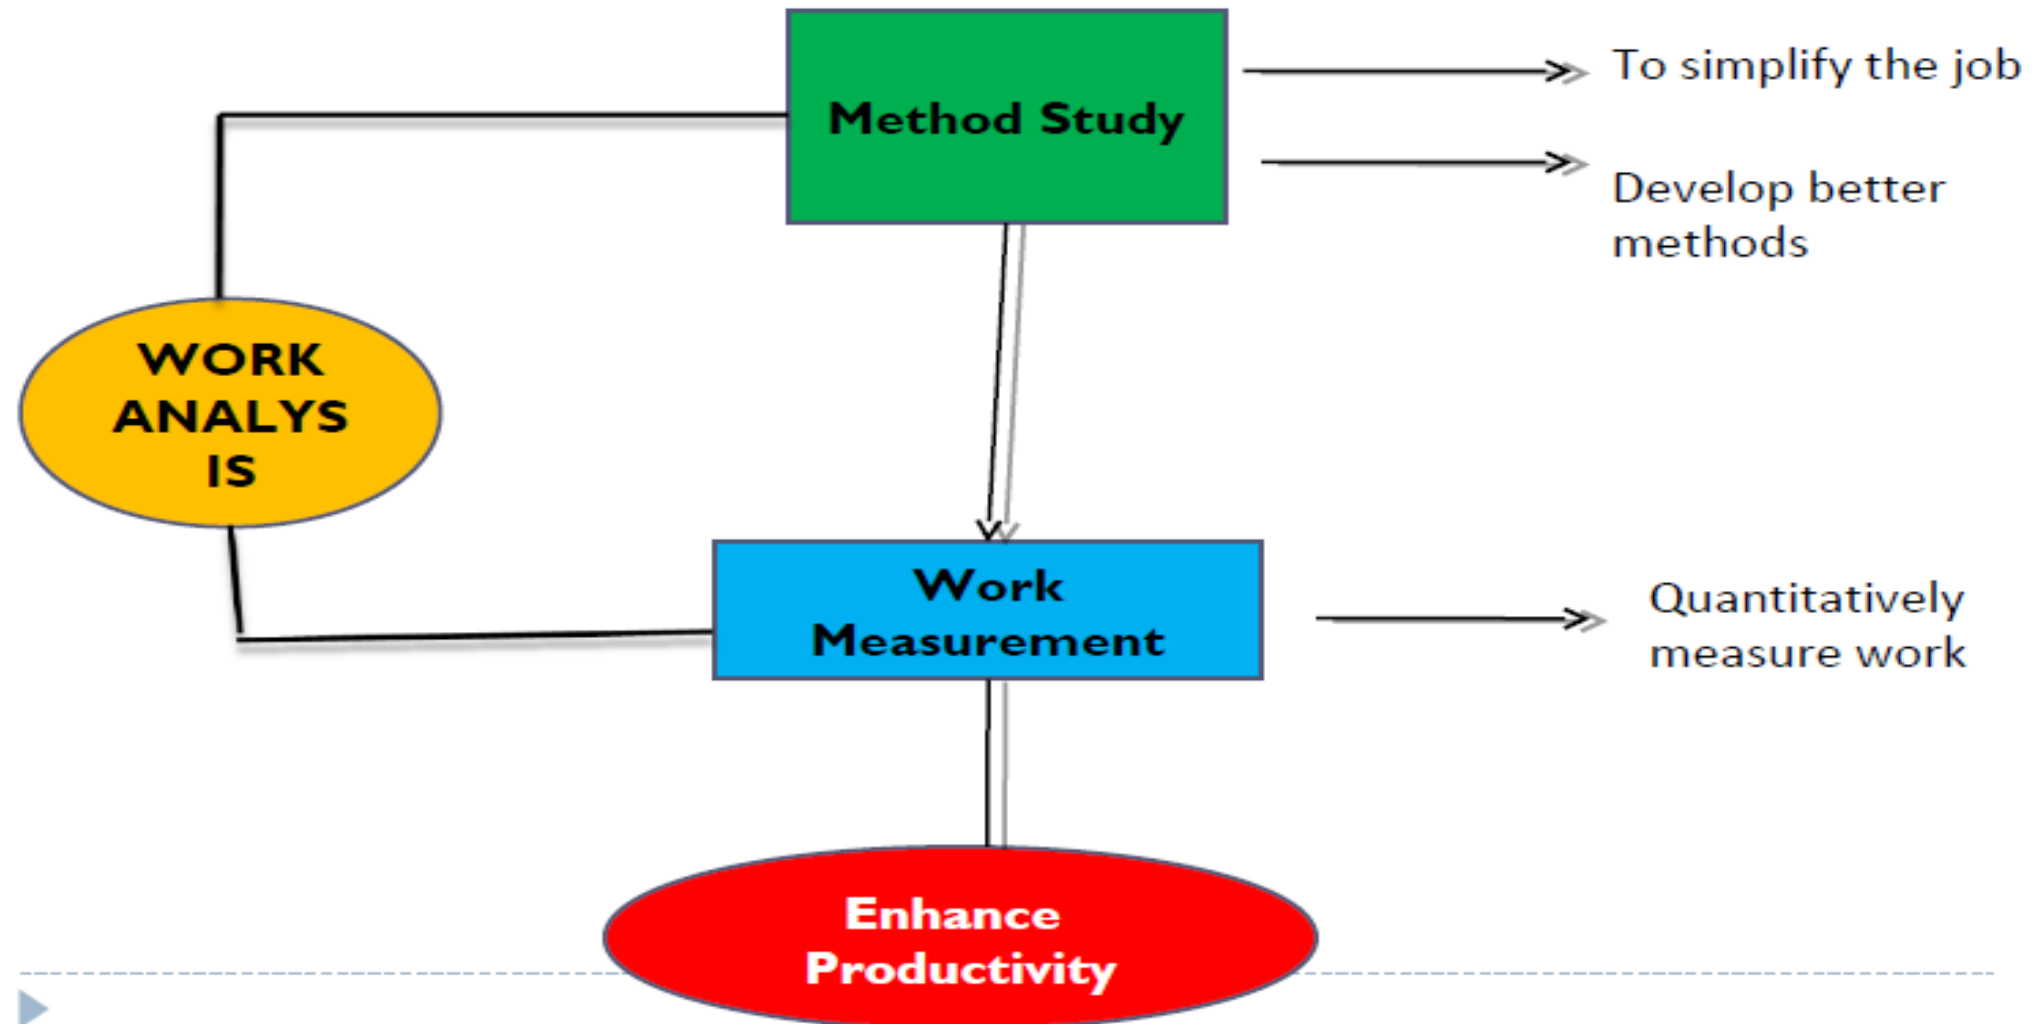 Method Study
To simplify the job
Develop better
methods
WORK
ANALYS
IS
Work
Measurement
Quantitatively
measure work
Enhance
Productivity